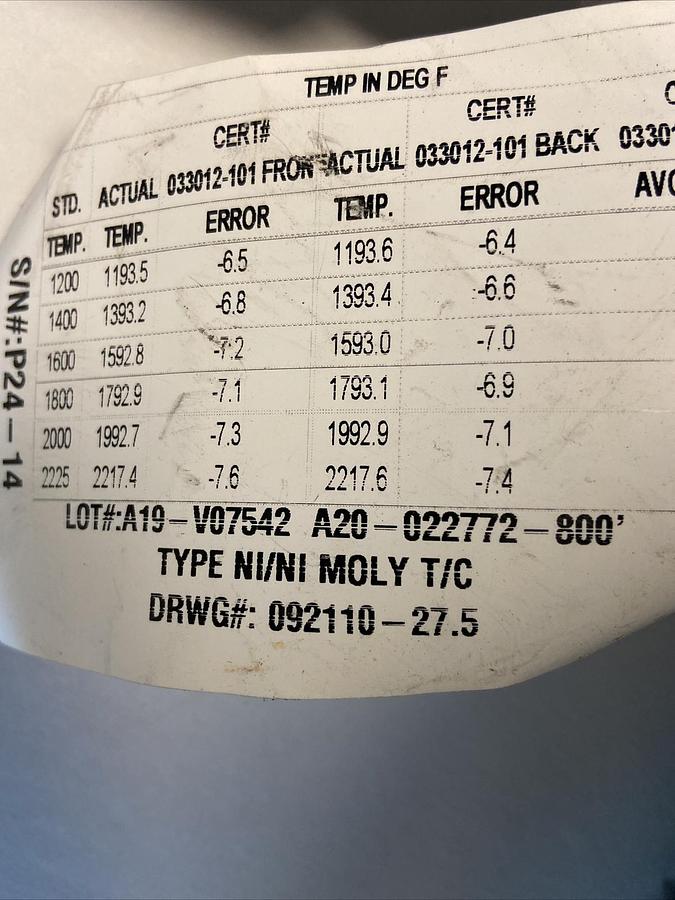 TEMP IN DEG F
CERT# CERT#
STD. ACTUAL 033012-101 FRONT ACTUAL 033012-101 BACK
TEMP. TEMP. ERROR TEMP. ERROR
1200 1193.5 -6.5 1193.6 -6.4
1400 1393.2 -6.8 1393.4 -6.6
1600 1592.8 -7.2 1593.0 -7.0
1800 1792.9 -7.1 1793.1 -6.9
2000 1992.7 -7.3 1992.9 -7.1
2225 2217.4 -7.6 2217.6 -7.4
LOT#:A19-V07542 A20-022772-800'
TYPE NI/NI MOLY T/C
DRWG#: 092110-27.5
S/N#:P24-14